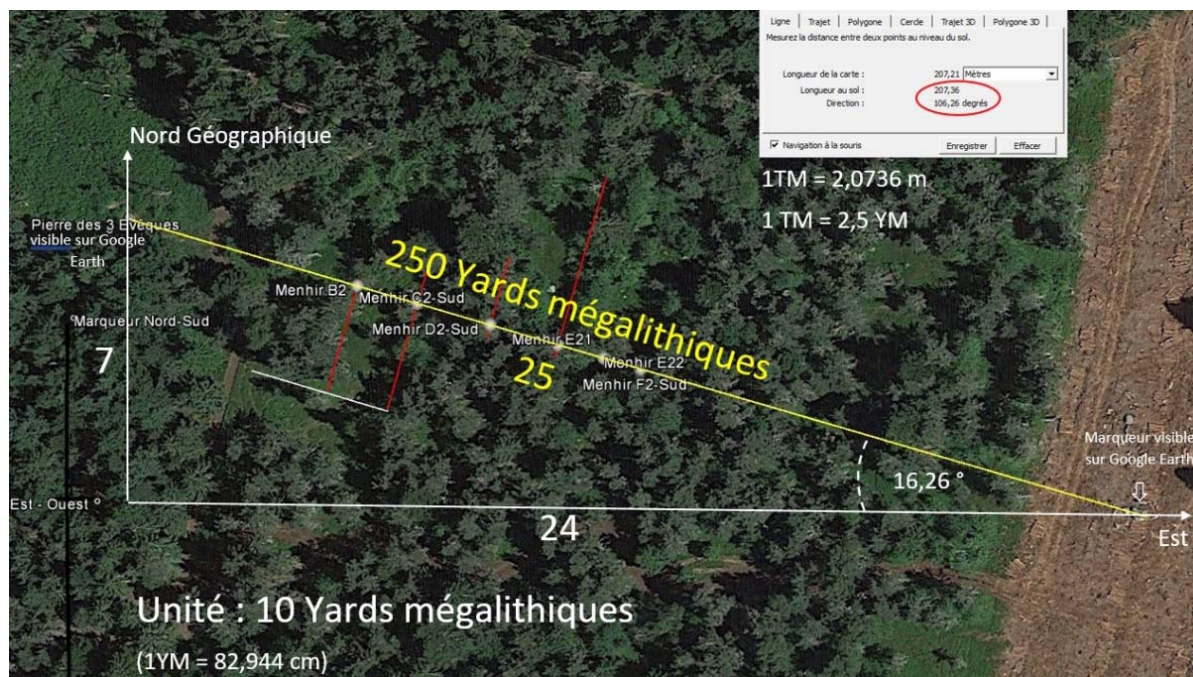 Ligne | Trajet | Polygone | Cercle | Trajet 3D | Polygone 3D
Mesurez la distance entre deux points au niveau du sol.
Longueur de la carte : 207,21 Mètres
Longueur au sol : 207,36
Direction : 106,26 degrés
Navigation à la souris Enregistrer Effacer
Nord Géographique
1TM = 2,0736 m
1 TM = 2,5 YM
Pierre des 3 Evêques
visible sur Google
Earth
250 Yards mégalithiques
25
Menhir B2
Menhir C2-Sud
Menhir D2-Sud
Menhir E21
Menhir E22
Menhir F2-Sud
Marqueur Nord-Sud
7
Marqueur visible
sur Google Earth
16,26 °
Est - Ouest
24
Est
Unité : 10 Yards mégalithiques
(1YM = 82,944 cm)